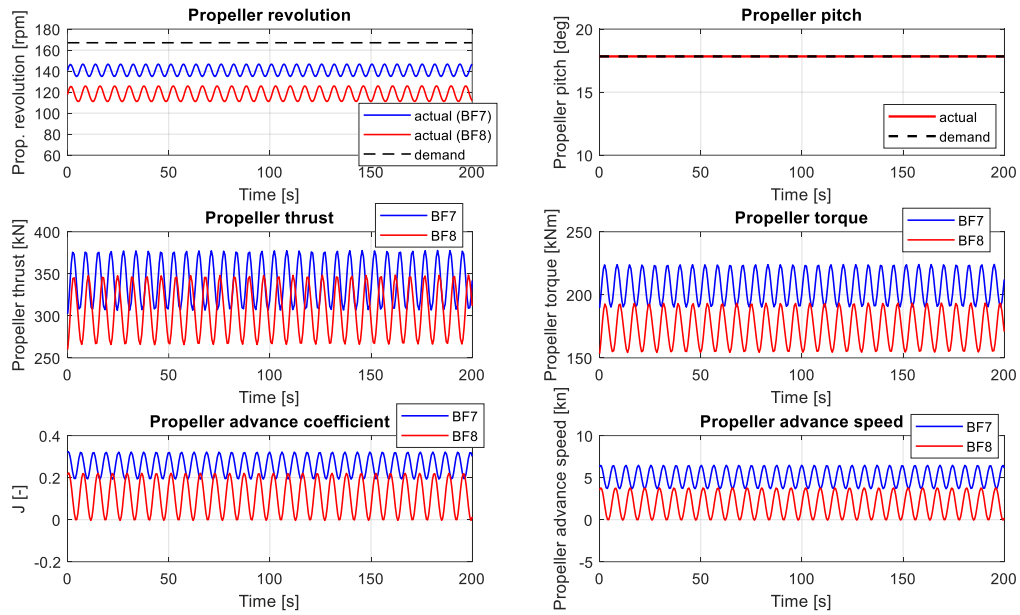 Propeller revolution
Prop. revolution [rpm]
180
160
140
120
100
80
60
0
50
100
150
200
Time [s]
actual (BF7)
actual (BF8)
demand
Propeller pitch
Propeller pitch [deg]
20
15
10
0
50
100
150
200
Time [s]
actual
demand
Propeller thrust
Propeller thrust [kN]
400
350
300
250
0
50
100
150
200
Time [s]
BF7
BF8
Propeller torque
Propeller torque [kNm]
250
200
150
0
50
100
150
200
Time [s]
BF7
BF8
Propeller advance coefficient
J [-]
0.4
0.2
0
-0.2
0
50
100
150
200
Time [s]
BF7
BF8
Propeller advance speed
Propeller advance speed [kn]
10
5
0
-5
0
50
100
150
200
Time [s]
BF7
BF8